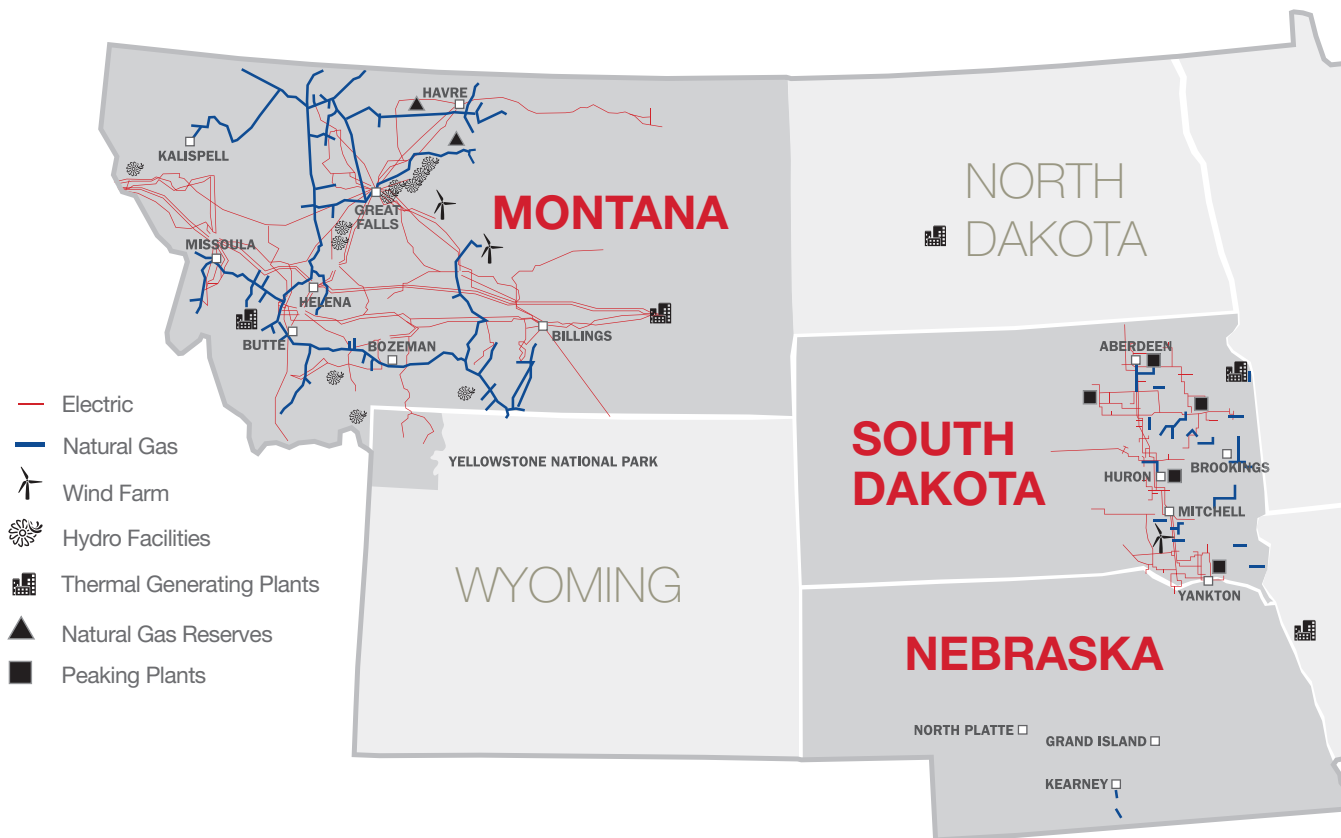 HAVRE
KALISPELL
GREAT
FALLS
MONTANA
MISSOULA
HELENA
BUTTE
BOZEMAN
BILLINGS
NORTH
DAKOTA
ABERDEEN
SOUTH
DAKOTA
BROOKINGS
HURON
MITCHELL
YANKTON
YELLOWSTONE NATIONAL PARK
WYOMING
NEBRASKA
NORTH PLATTE
GRAND ISLAND
KEARNEY
Electric
Natural Gas
Wind Farm
Hydro Facilities
Thermal Generating Plants
Natural Gas Reserves
Peaking Plants